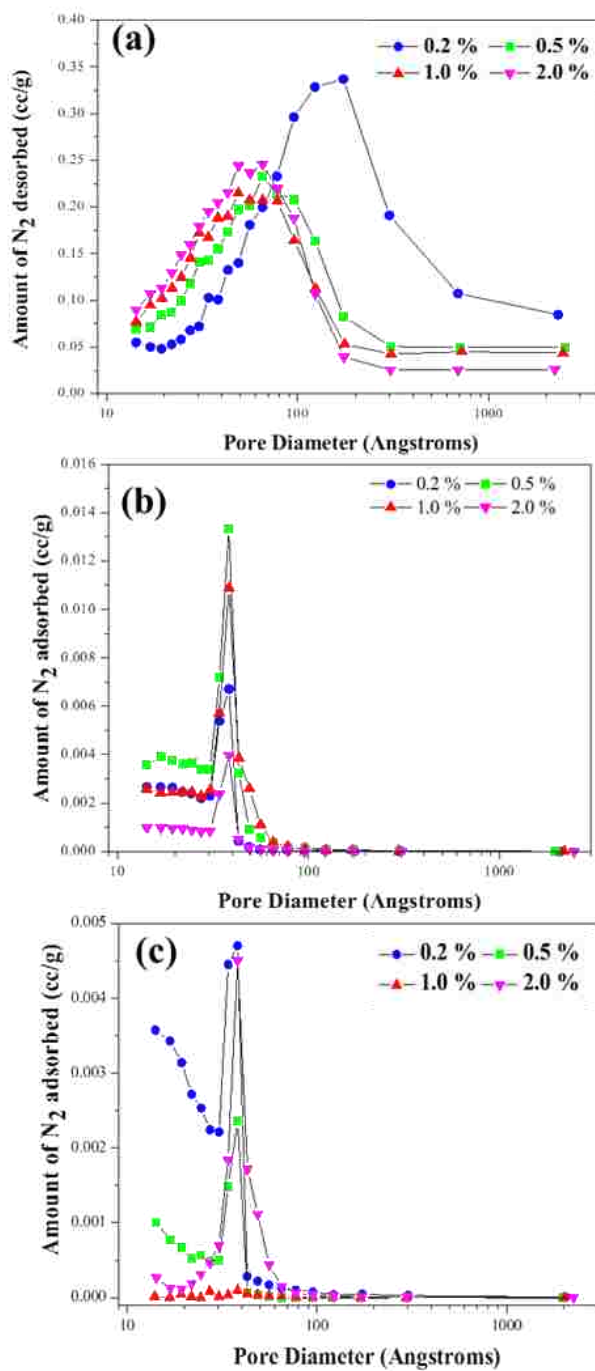 (a)
0.2 % 0.5 %
1.0 % 2.0 %
0.40
0.35
0.30
0.25
0.20
0.15
0.10
0.05
0.00
Amount of N2 desorbed (cc/g)
10 100 1000
Pore Diameter (Angstroms)
(b)
0.2 % 0.5 %
1.0 % 2.0 %
0.016
0.014
0.012
0.010
0.008
0.006
0.004
0.002
0.000
Amount of N2 adsorbed (cc/g)
10 100 1000
Pore Diameter (Angstroms)
(c)
0.2 % 0.5 %
1.0 % 2.0 %
0.005
0.004
0.003
0.002
0.001
0.000
Amount of N2 adsorbed (cc/g)
10 100 1000
Pore Diameter (Angstroms)